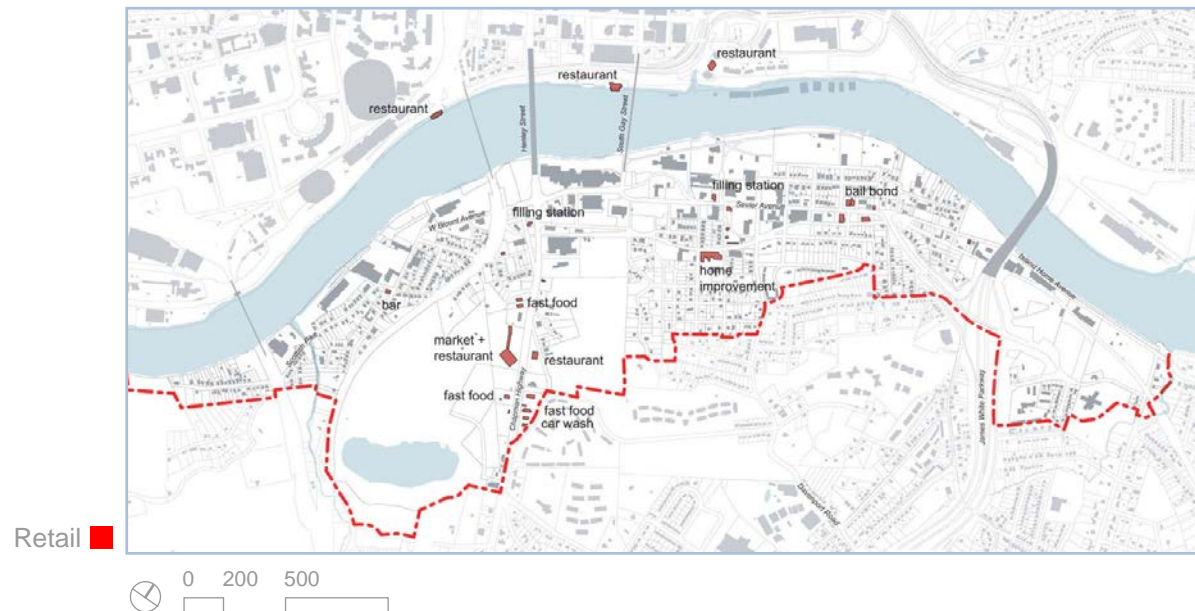 restaurant
restaurant
restaurant
Henley Street
South Gay Street
filling station
bail bond
Sevier Avenue
W Blount Avenue
filling station
home
improvement
Island Home Avenue
bar
fast food
Scottish Pike
market +
restaurant
restaurant
Chapman Highway
fast food
fast food
car wash
James White Parkway
Davenport Road
Retail
0 200 500